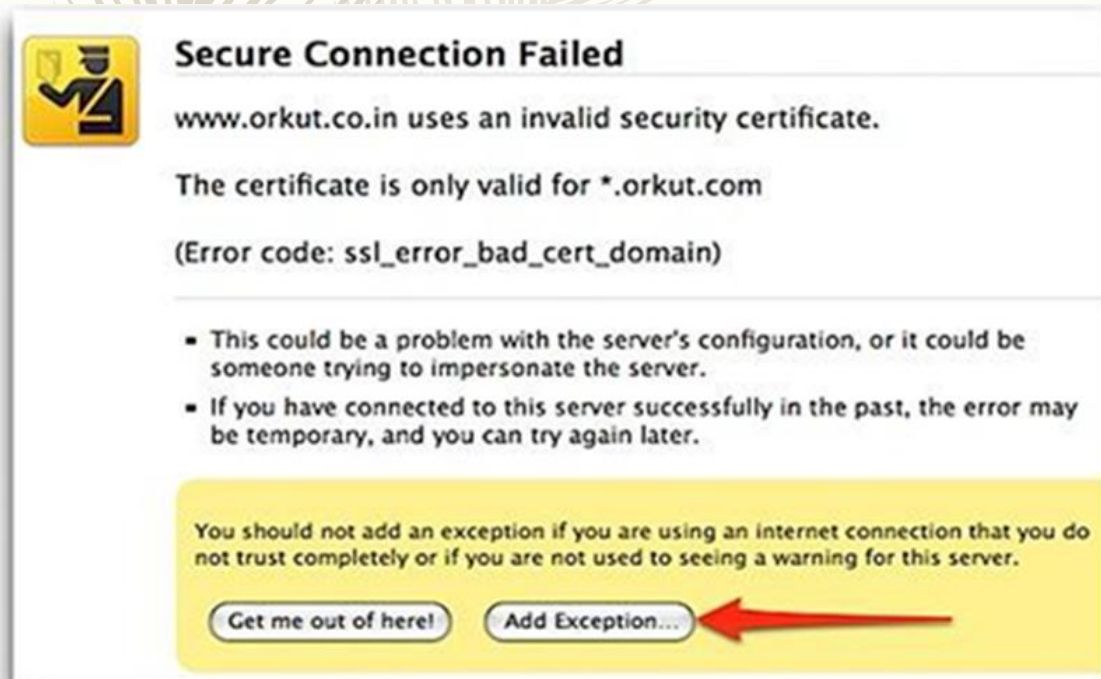 Secure Connection Failed
www.orkut.co.in uses an invalid security certificate.
The certificate is only valid for *.orkut.com
(Error code: ssl_error_bad_cert_domain)
▪ This could be a problem with the server's configuration, or it could be
someone trying to impersonate the server.
▪ If you have connected to this server successfully in the past, the error may
be temporary, and you can try again later.
You should not add an exception if you are using an internet connection that you do
not trust completely or if you are not used to seeing a warning for this server.
Get me out of here! Add Exception...